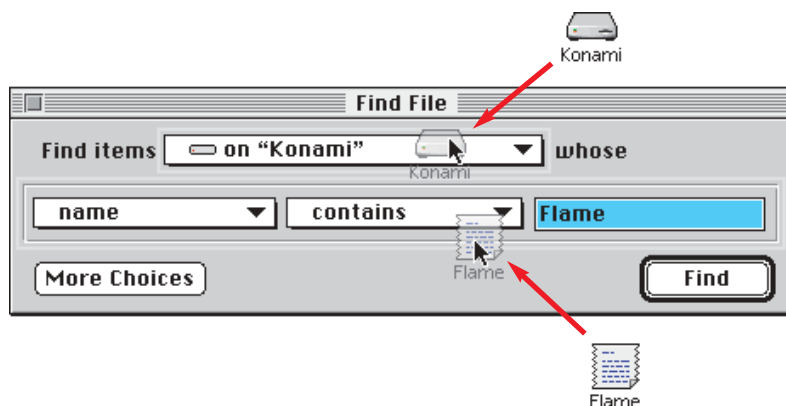 Konami
Find File
Find items on “Konami” whose
Konami
name contains Flame
Flame
More Choices Find
Flame